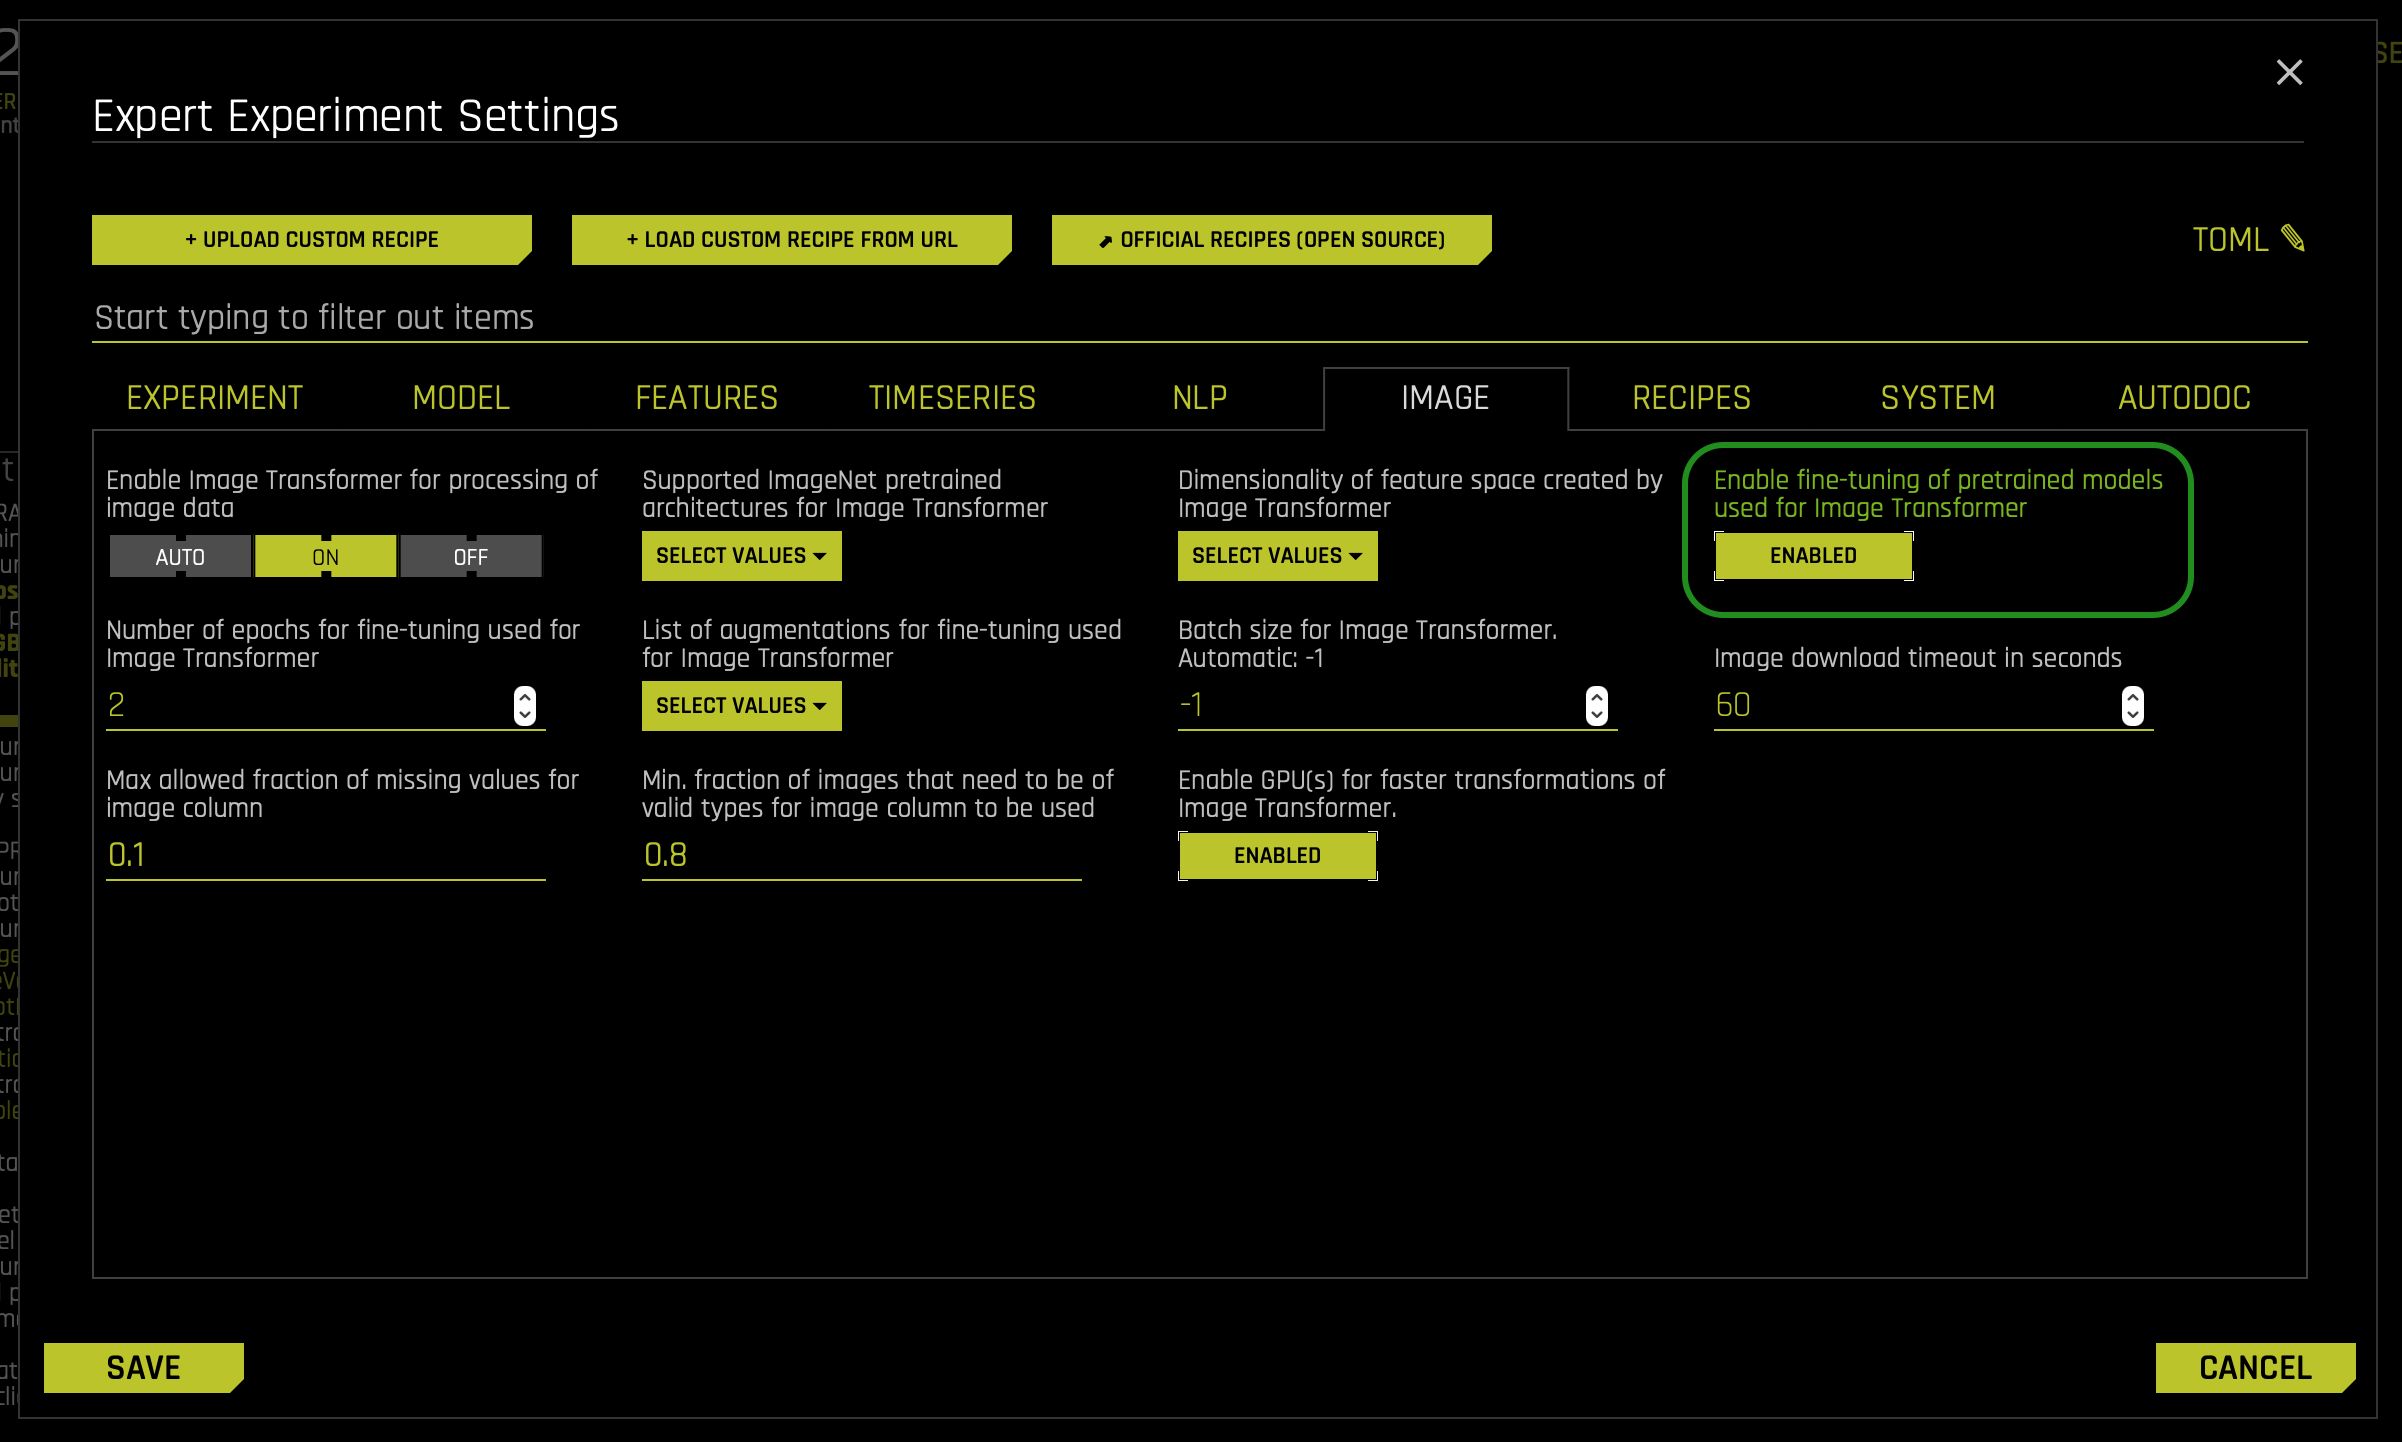 Expert Experiment Settings
+ UPLOAD CUSTOM RECIPE
+ LOAD CUSTOM RECIPE FROM URL
OFFICIAL RECIPES (OPEN SOURCE)
TOML
Start typing to filter out items
EXPERIMENT
MODEL
FEATURES
TIMESERIES
NLP
IMAGE
RECIPES
SYSTEM
AUTODOC
Enable Image Transformer for processing of
image data
AUTO
ON
OFF
Supported ImageNet pretrained
architectures for Image Transformer
SELECT VALUES
Dimensionality of feature space created by
Image Transformer
SELECT VALUES
Enable fine-tuning of pretrained models
used for Image Transformer
ENABLED
Number of epochs for fine-tuning used for
Image Transformer
2
List of augmentations for fine-tuning used
for Image Transformer
SELECT VALUES
Batch size for Image Transformer.
Automatic: -1
-1
Image download timeout in seconds
60
Max allowed fraction of missing values for
image column
0.1
Min. fraction of images that need to be of
valid types for image column to be used
0.8
Enable GPU(s) for faster transformations of
Image Transformer.
ENABLED
SAVE
CANCEL